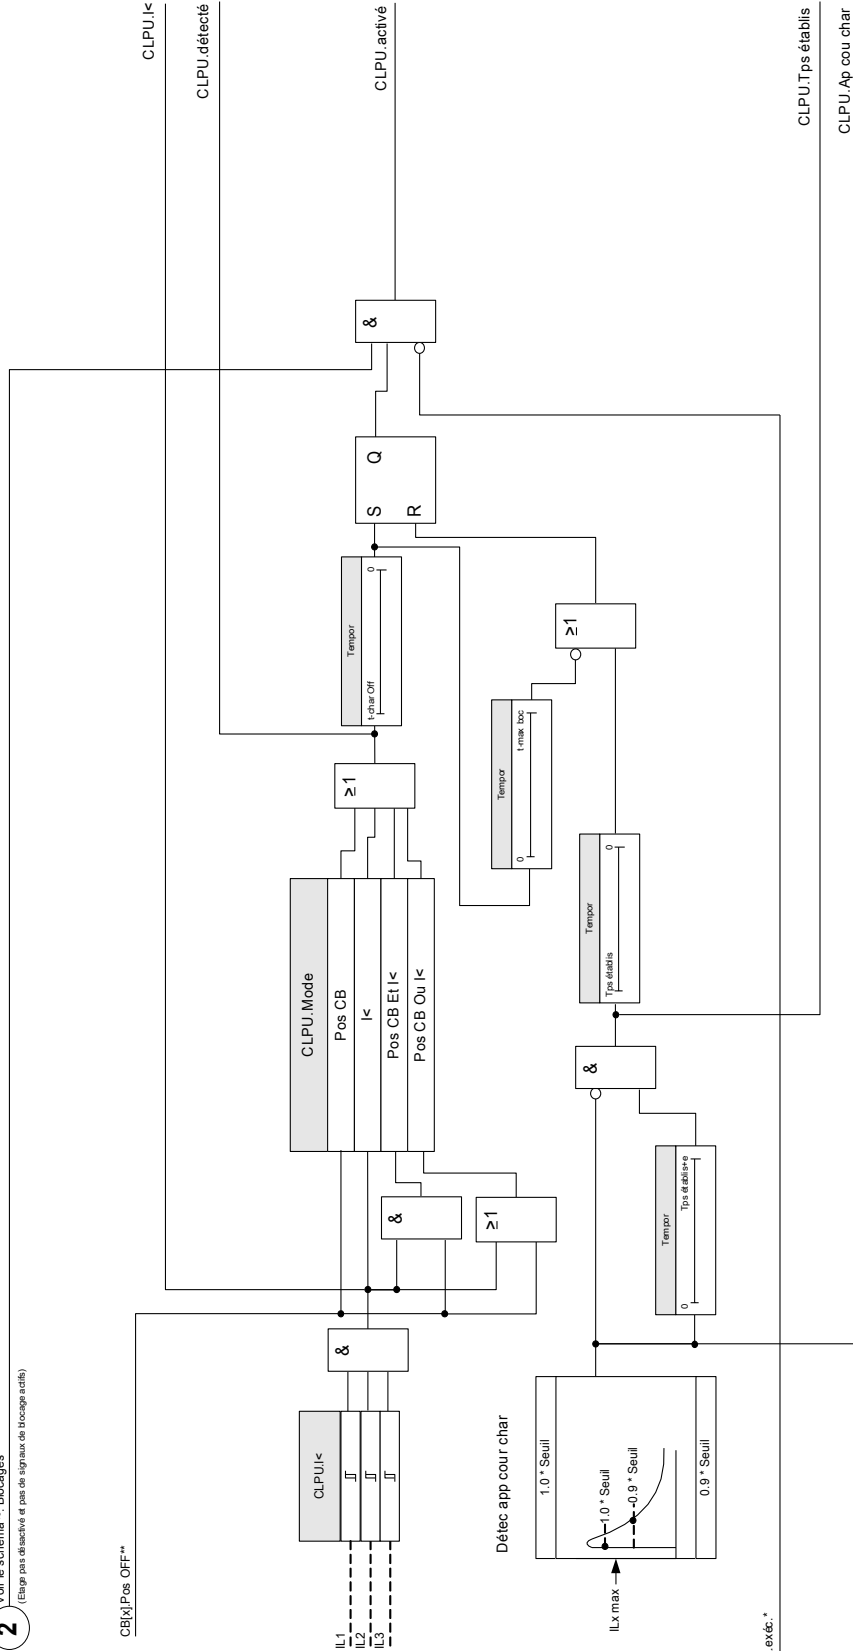 2
Voir le schéma : Blocages
(Etage pas désactivé et pas de signaux de blocage actifs)
CLPU.I<
CLPU.détecté
CLPU.activé
CLPU.Tps établis
CLPU.Ap cou char
CB[x].Pos OFF**
IL1
IL2
IL3
CLPU.I<
&
&
≥1
CLPU.Mode
Pos CB
I<
Pos CB Et I<
Pos CB Ou I<
≥1
Tempor
t-char Off
0
S
Q
R
&
Tempor
0
t-max boc
≥1
Détec app cour char
ILx max
1.0 * Seuil
1.0 * Seuil
0.9 * Seuil
0.9 * Seuil
Tempor
0
Tps établis+e
&
Tempor
Tps établis
0
.exéc.*